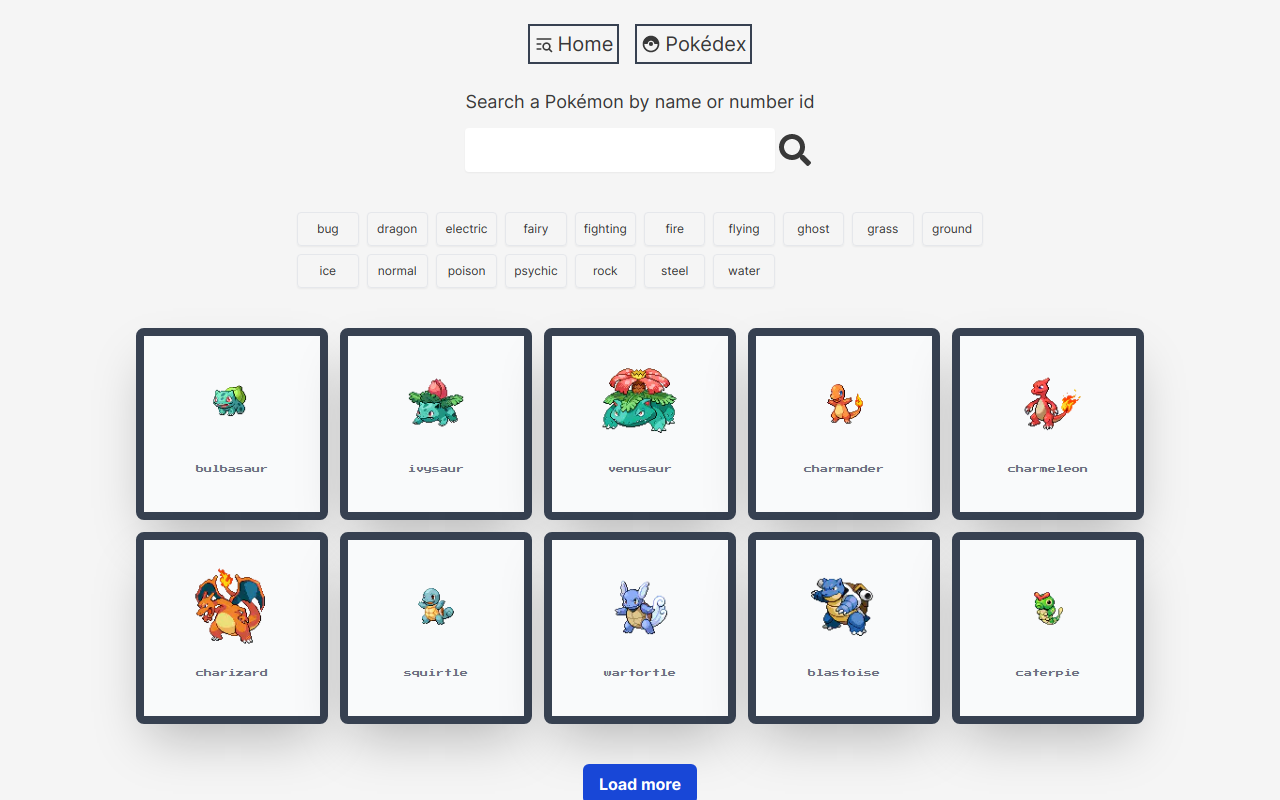 Home Pokédex
Search a Pokémon by name or number id
bug dragon electric fairy fighting fire flying ghost grass ground
ice normal poison psychic rock steel water
bulbasaur ivysaur venusaur charmander charmeleon
charizard squirtle wartortle blastoise caterpie
Load more